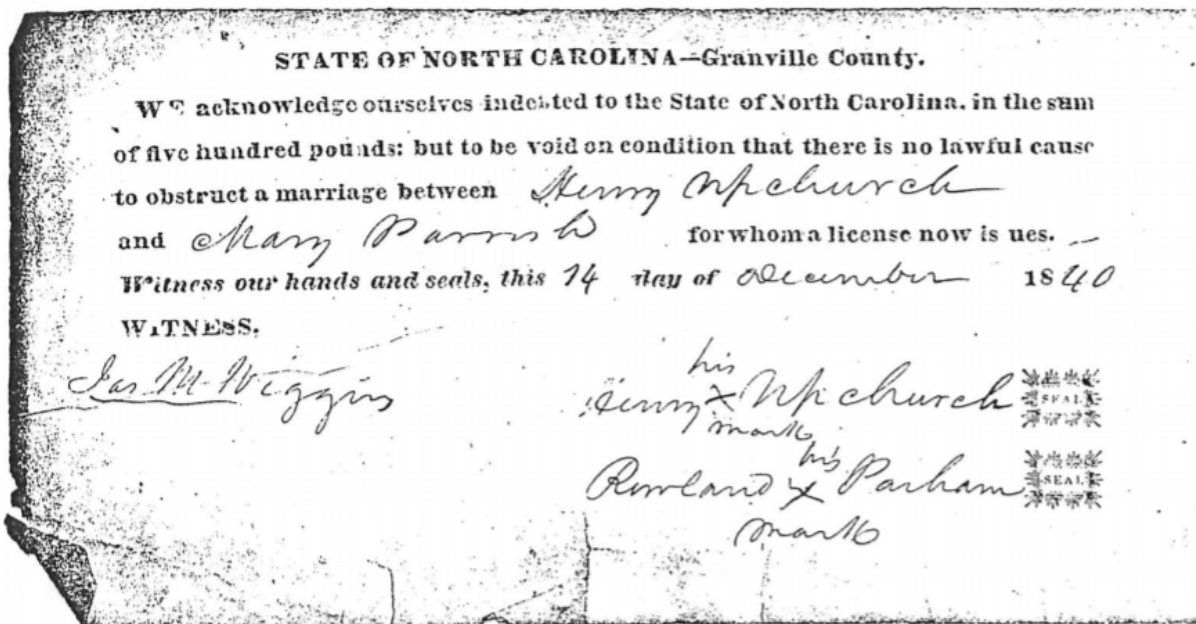 STATE OF NORTH CAROLINA—Granville County.
WE acknowledge ourselves indebted to the State of North Carolina, in the sum
of five hundred pounds: but to be void on condition that there is no lawful cause
to obstruct a marriage between Henry Upchurch
and Mary Parrish for whom a license now is ues.
Witness our hands and seals, this 14 day of December 1840
WITNESS.
his
Jas M Wiggins Henry X Upchurch SEAL
mark
his
Rowland X Parham SEAL
mark